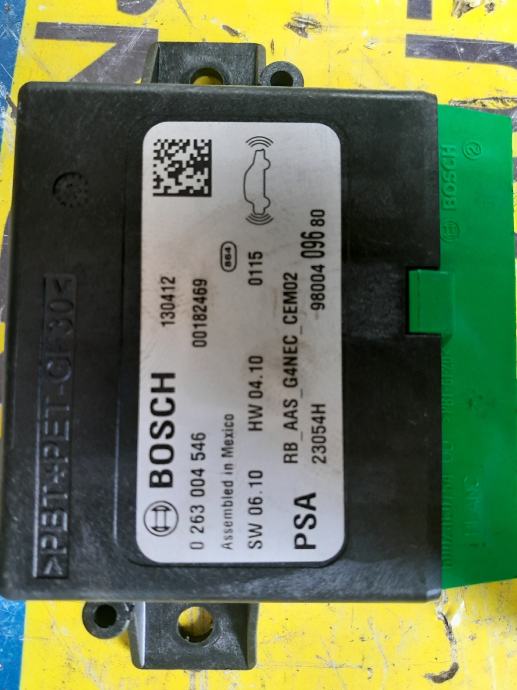 BOSCH 130412
0 263 004 546 00182469
Assembled in Mexico 864
SW 06.10 HW 04.10 0115
PSA RB_AAS_G4NEC_CEM02
23054H 98004 096 80
>PBT+PET-GF30<
BOSCH 2